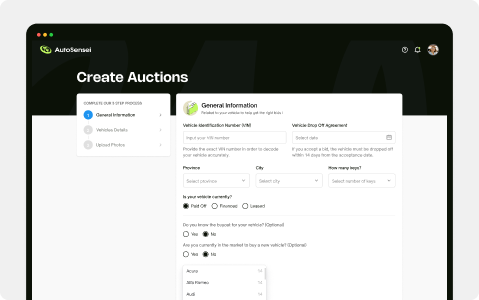 AutoSensei
Create Auctions
COMPLETE OUR 3 STEP PROCESS
1 General Information
2 Vehicles Details
3 Upload Photos
General Information
Related to your vehicle to help get the right bids !
Vehicle Identification Number (VIN)
Input your VIN number
Provide the exact VIN number in order to decode
your vehicle accurately.
Vehicle Drop Off Agreement
Select date
If you accept a bid, the vehicle must be dropped off
within 14 days from the acceptance date.
Province
Select province
City
Select city
How many keys?
Select number of keys
Is your vehicle currently?
Paid Off
Financed
Leased
Do you know the buyout for your vehicle? (Optional)
Yes
No
Are you currently in the market to buy a new vehicle? (Optional)
Yes
No
Acura
Alfa Romeo
Audi